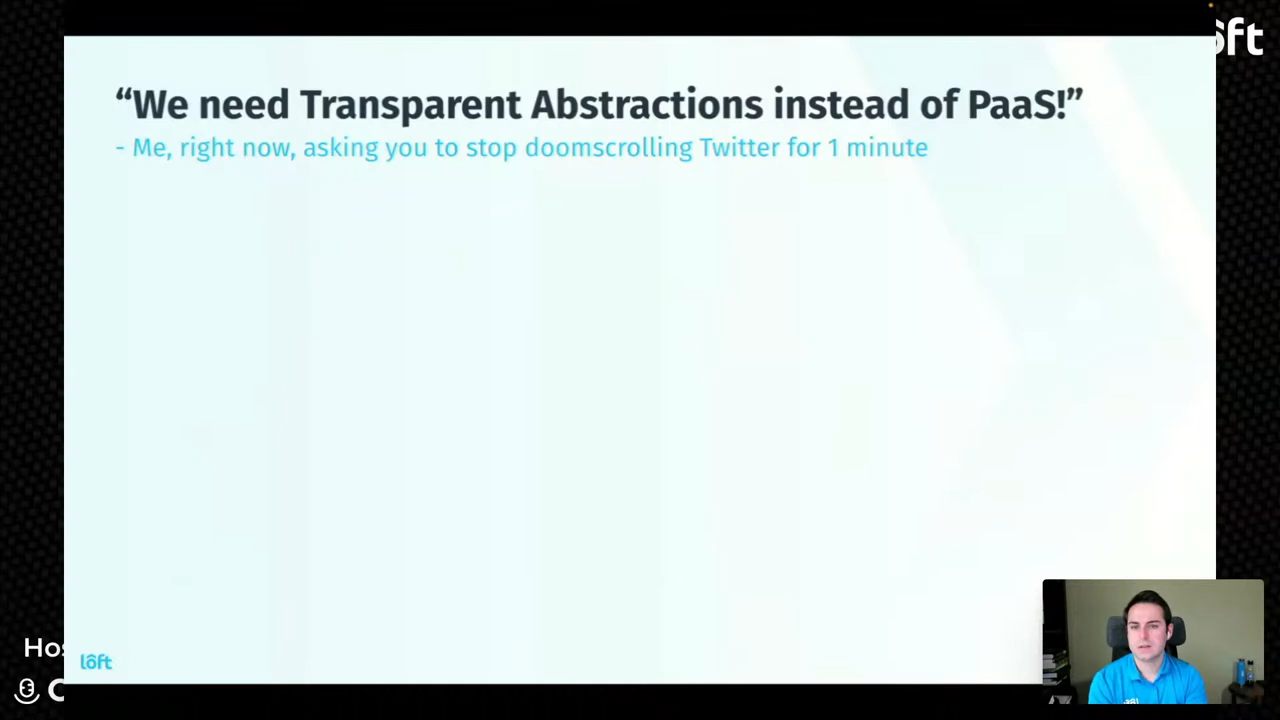 “We need Transparent Abstractions instead of PaaS!”
- Me, right now, asking you to stop doomscrolling Twitter for 1 minute
lôft